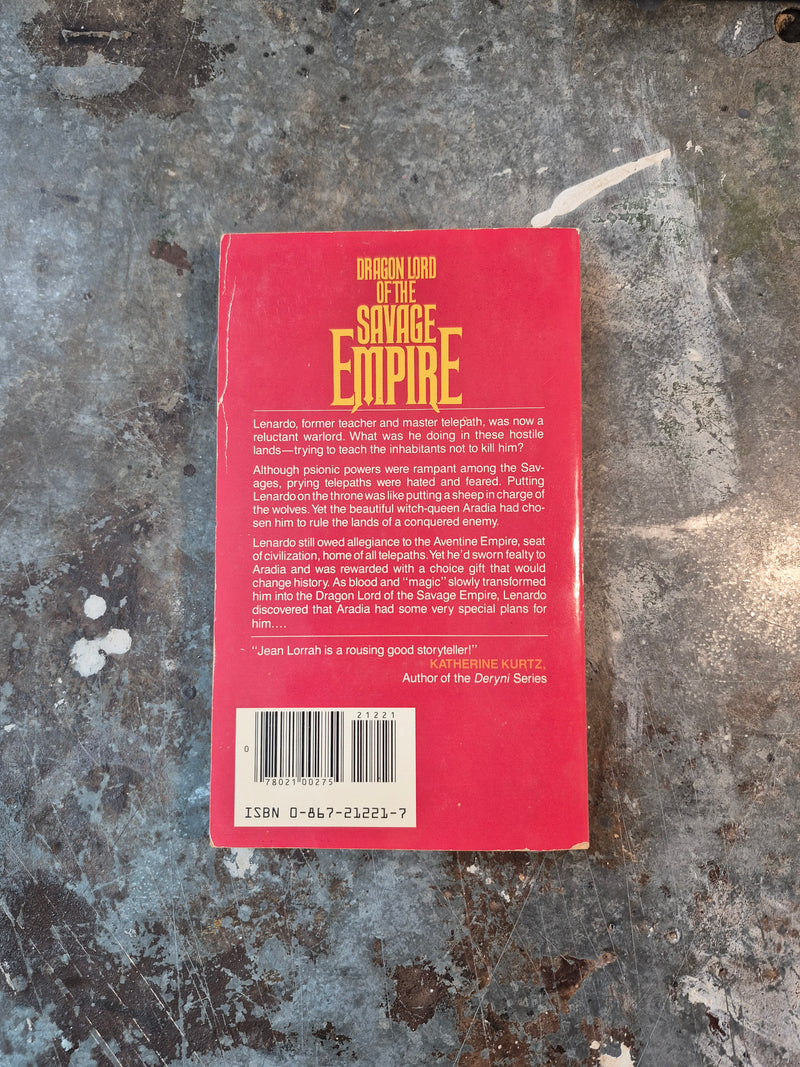 DRAGON LORD
OF THE
SAVAGE
EMPIRE
Lenardo, former teacher and master telepath, was now a
reluctant warlord. What was he doing in these hostile
lands—trying to teach the inhabitants not to kill him?
Although psionic powers were rampant among the Sav-
ages, prying telepaths were hated and feared. Putting
Lenardo on the throne was like putting a sheep in charge of
the wolves. Yet the beautiful witch-queen Aradia had cho-
sen him to rule the lands of a conquered enemy.
Lenardo still owed allegiance to the Aventine Empire, seat
of civilization, home of all telepaths. Yet he'd sworn fealty to
Aradia and was rewarded with a choice gift that would
change history. As blood and "magic" slowly transformed
him into the Dragon Lord of the Savage Empire, Lenardo
discovered that Aradia had some very special plans for
him....
"Jean Lorrah is a rousing good storyteller!"
KATHERINE KURTZ,
Author of the Deryni Series
21221
0
78021 00275
ISBN 0-867-21221-7